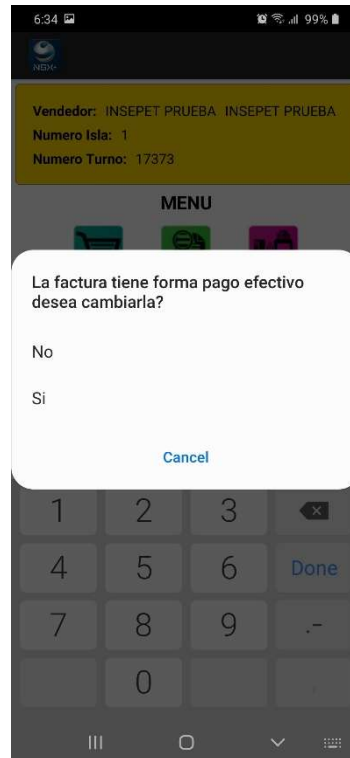 6:34
99%
NBX+
Vendedor: INSEPET PRUEBA INSEPET PRUEBA
Numero Isla: 1
Numero Turno: 17373
MENU
La factura tiene forma pago efectivo
desea cambiarla?
No
Si
Cancel
1 2 3
4 5 6 Done
7 8 9 .-
0 ,